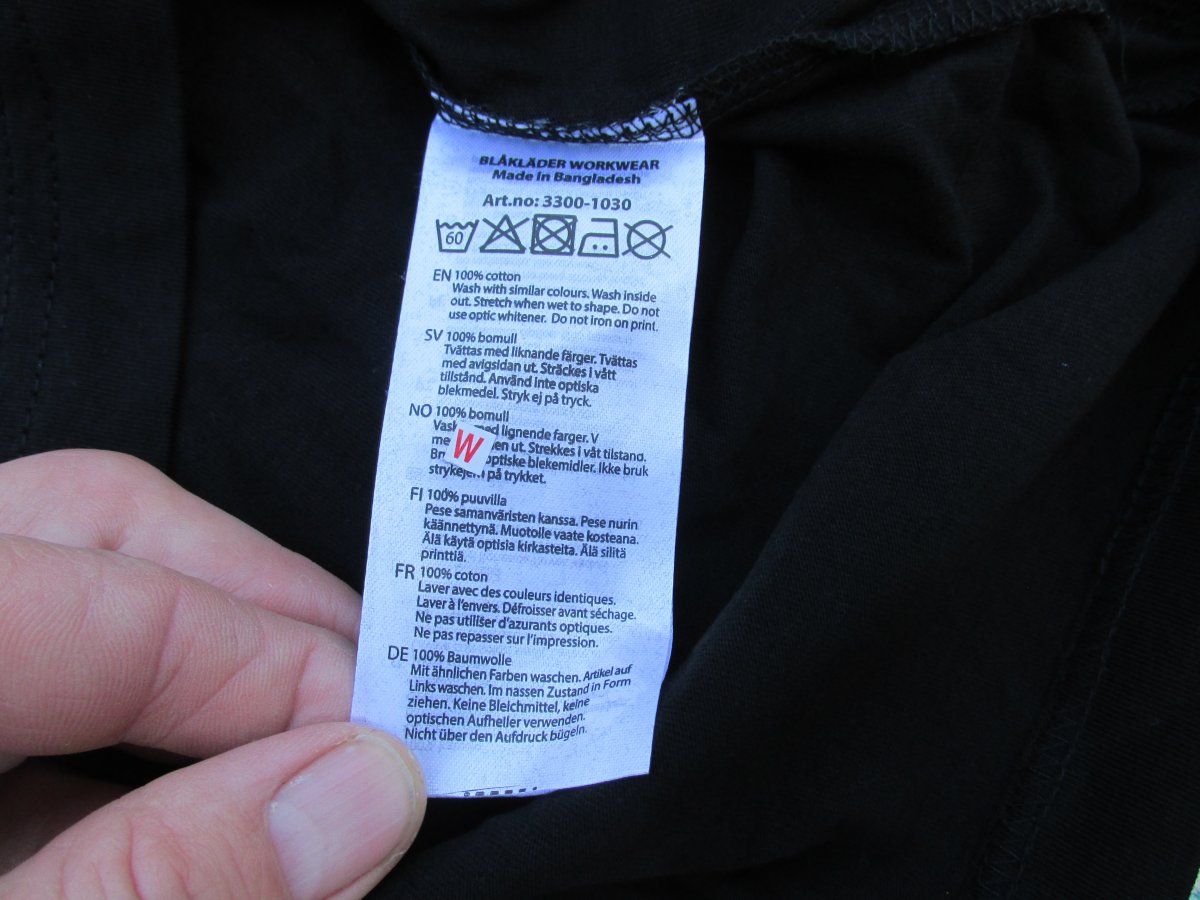 BLÅKLÄDER WORKWEAR
Made in Bangladesh
Art.no: 3300-1030
60
EN 100% cotton
Wash with similar colours. Wash inside
out. Stretch when wet to shape. Do not
use optic whitener. Do not iron on print.
SV 100% bomull
Tvättas med liknande färger. Tvättas
med avigsidan ut. Sträckes i vått
tillstånd. Använd inte optiska
blekmedel. Stryk ej på tryck.
NO 100% bomull
lignende farger. V
W
ut. Strekkes i våt tilstand.
optiske blekemidler. Ikke bruk
på trykket.
FI 100% puuvilla
Pese samanväristen kanssa. Pese nurin
käännettynä. Muotoile vaate kosteana.
Älä käytä optisia kirkasteita. Älä silitä
printtiä.
FR 100% coton
Laver avec des couleurs identiques.
Laver à l'envers. Défroisser avant séchage.
Ne pas utiliser d'azurants optiques.
Ne pas repasser sur l'impression.
DE 100% Baumwolle
Mit ähnlichen Farben waschen. Artikel auf
Links waschen. Im nassen Zustand in Form
ziehen. Keine Bleichmittel, keine
optischen Aufheller verwenden.
Nicht über den Aufdruck bügeln.